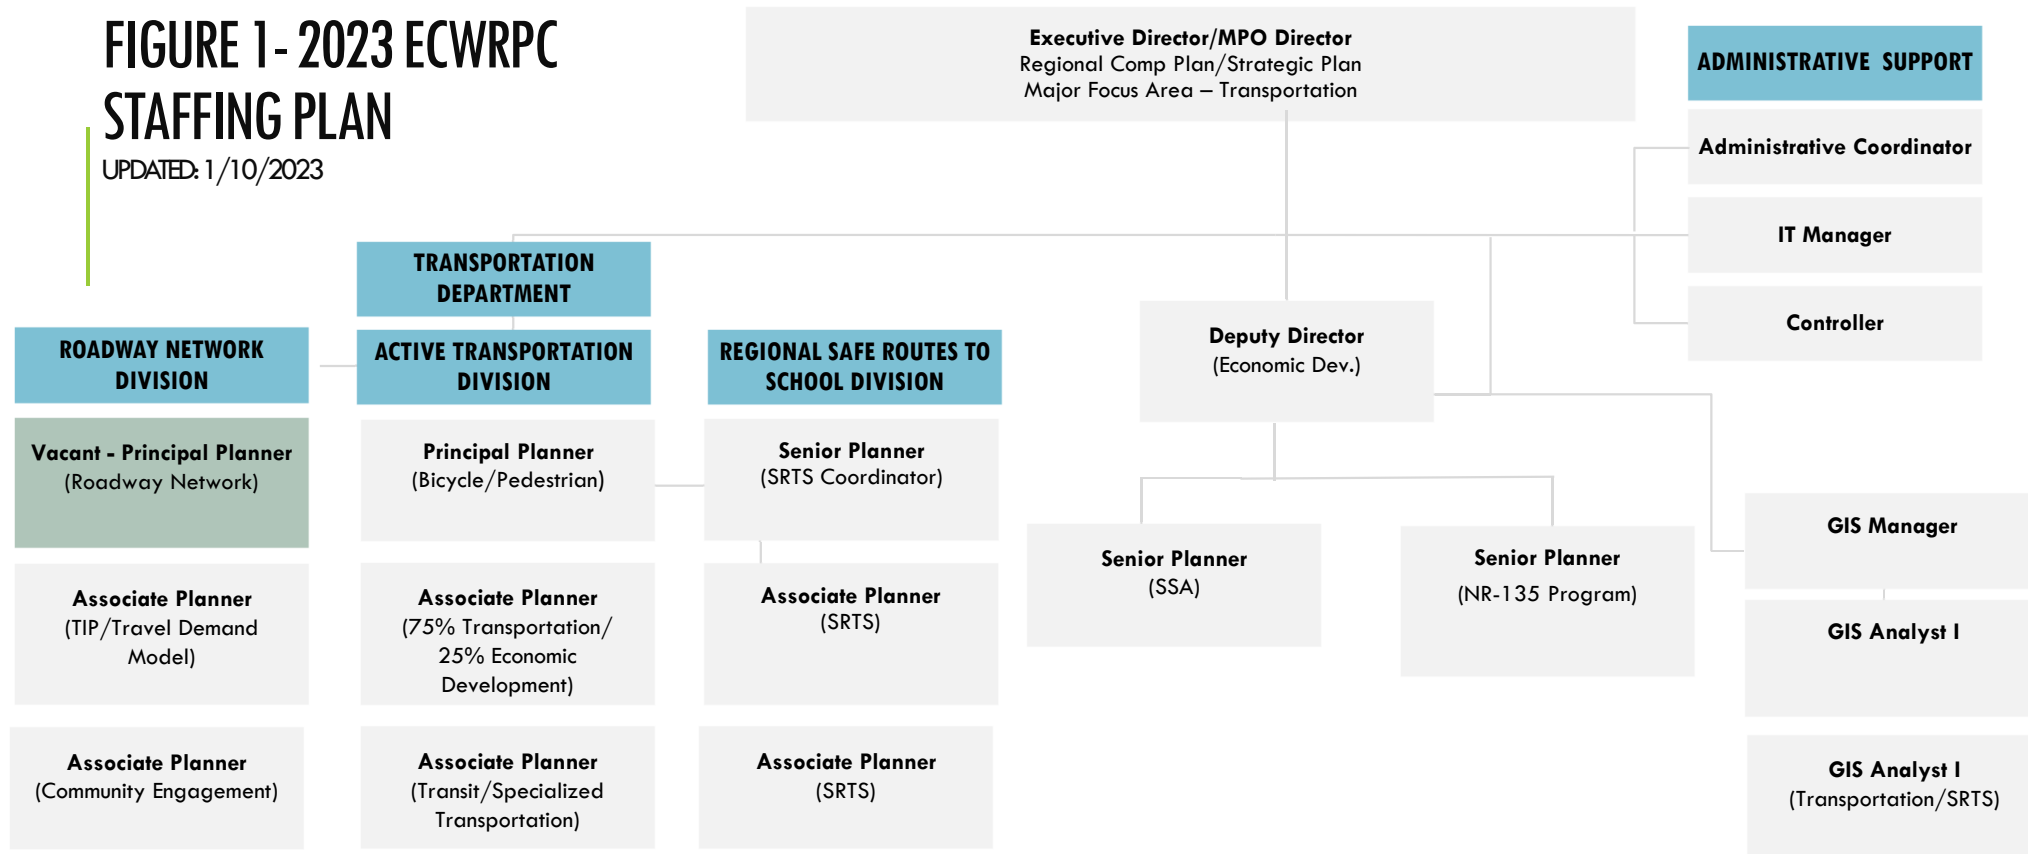 FIGURE 1- 2023 ECWRPC
STAFFING PLAN
UPDATED: 1/10/2023
Executive Director/MPO Director
Regional Comp Plan/Strategic Plan
Major Focus Area – Transportation
ADMINISTRATIVE SUPPORT
Administrative Coordinator
IT Manager
Controller
TRANSPORTATION
DEPARTMENT
ROADWAY NETWORK
DIVISION
Vacant - Principal Planner
(Roadway Network)
Associate Planner
(TIP/Travel Demand
Model)
Associate Planner
(Community Engagement)
ACTIVE TRANSPORTATION
DIVISION
Principal Planner
(Bicycle/Pedestrian)
Associate Planner
(75% Transportation/
25% Economic
Development)
Associate Planner
(Transit/Specialized
Transportation)
REGIONAL SAFE ROUTES TO
SCHOOL DIVISION
Senior Planner
(SRTS Coordinator)
Associate Planner
(SRTS)
Associate Planner
(SRTS)
Deputy Director
(Economic Dev.)
Senior Planner
(SSA)
Senior Planner
(NR-135 Program)
GIS Manager
GIS Analyst I
GIS Analyst I
(Transportation/SRTS)